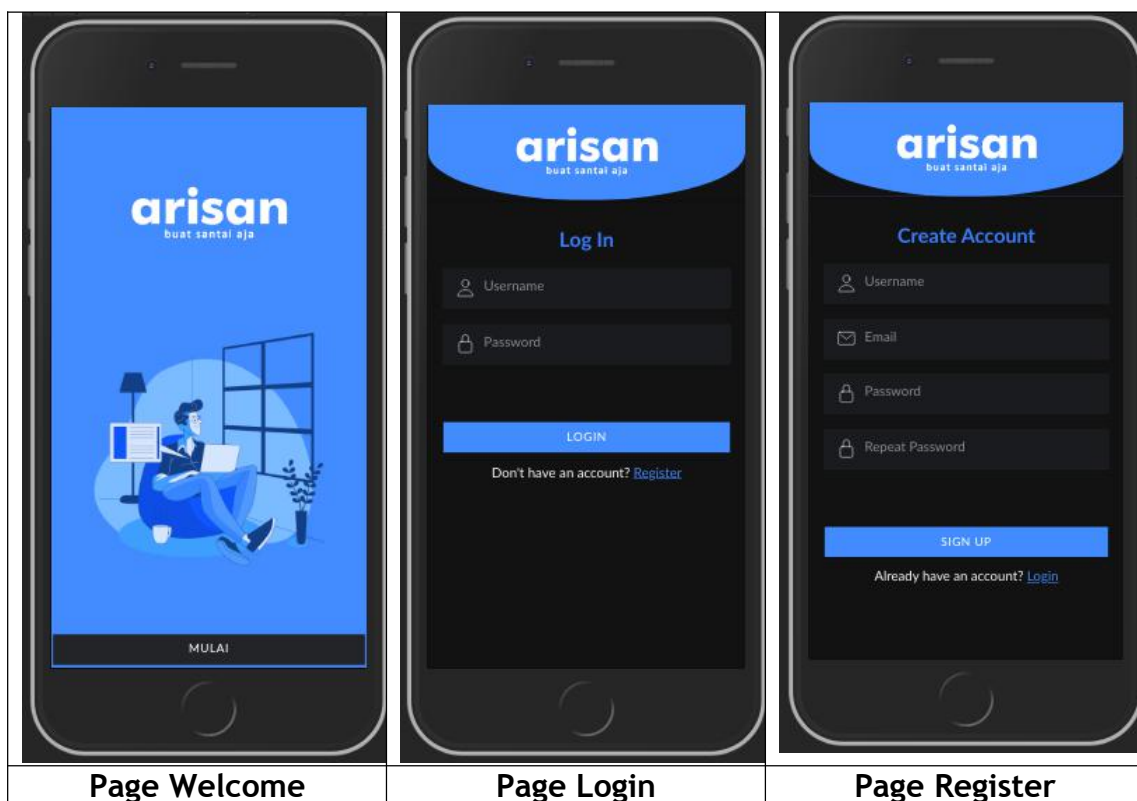 arisan
buat santai aja
MULAI
Page Welcome
arisan
buat santai aja
Log In
Username
Password
LOGIN
Don't have an account? Register
Page Login
arisan
buat santai aja
Create Account
Username
Email
Password
Repeat Password
SIGN UP
Already have an account? Login
Page Register